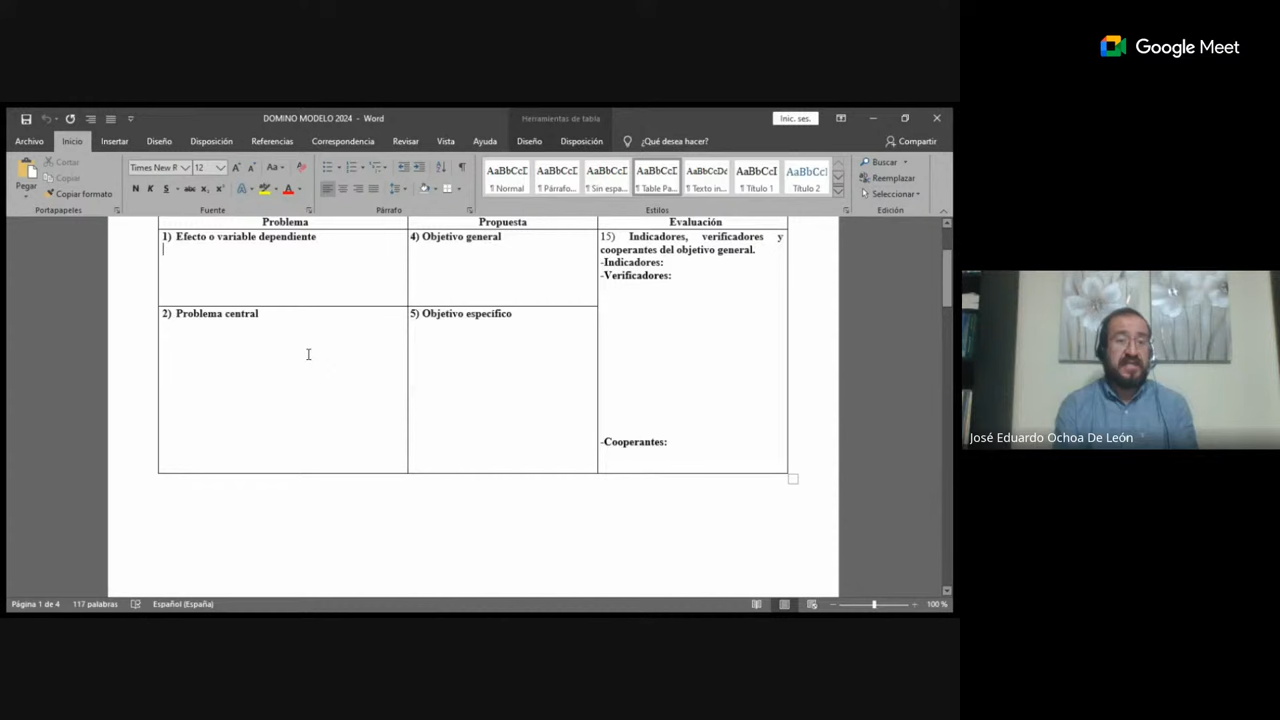 Google Meet
DOMINO MODELO 2024 - Word
Herramientas de tabla
Inic. ses.
Archivo Inicio Insertar Diseño Disposición Referencias Correspondencia Revisar Vista Ayuda Diseño Disposición ¿Qué desea hacer? Compartir
Pegar
Cortar
Copiar
Copiar formato
Portapapeles
Times New R 12
N K S abc x₂ x²
Fuente
Párrafo
AaBbCcI AaBbCcI AaBbCcI AaBbCcI AaBbCcDc AaBbCcI AaBbCcI
¶ Normal ¶ Párrafo... ¶ Sin espa... ¶ Table Pa... ¶ Texto in... ¶ Título 1 Título 2
Estilos
Buscar
Reemplazar
Seleccionar
Edición
Problema Propuesta Evaluación
1) Efecto o variable dependiente
4) Objetivo general
15) Indicadores, verificadores y
cooperantes del objetivo general.
-Indicadores:
-Verificadores:
2) Problema central
5) Objetivo específico
-Cooperantes:
José Eduardo Ochoa De León
Página 1 de 4 117 palabras Español (España) 100 %